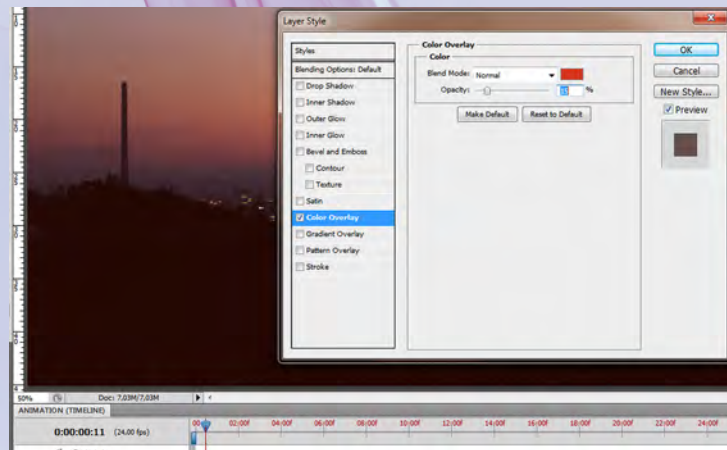 Layer Style
Styles
Blending Options: Default
Drop Shadow
Inner Shadow
Outer Glow
Inner Glow
Bevel and Emboss
Contour
Texture
Satin
Color Overlay
Gradient Overlay
Pattern Overlay
Stroke
Color Overlay
Color
Blend Mode: Normal
Opacity: %
Make Default Reset to Default
OK
Cancel
New Style...
Preview
50% Doc: 7,03M/7,03M
ANIMATION (TIMELINE)
0:00:00:11 (24,00 fps)
00 02:00f 04:00f 06:00f 08:00f 10:00f 12:00f 14:00f 16:00f 18:00f 20:00f 22:00f 24:00f